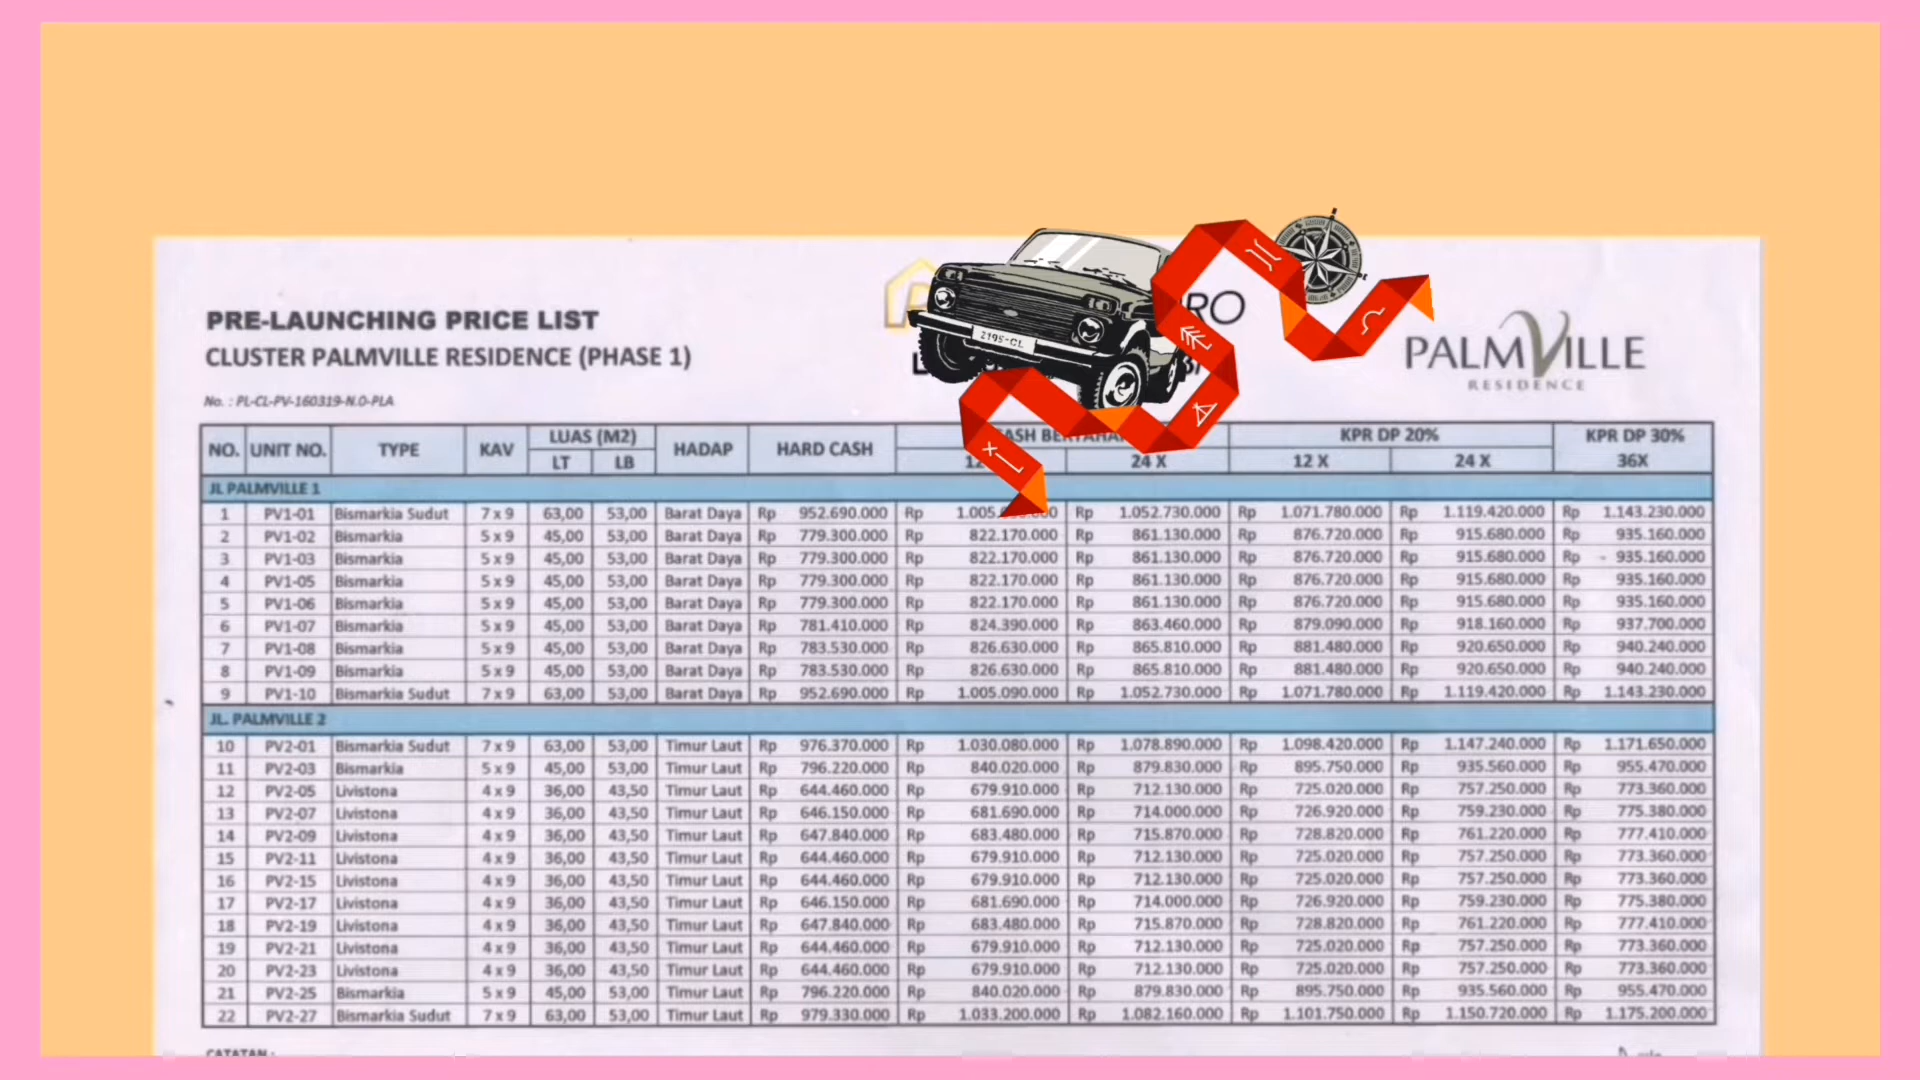 PRE-LAUNCHING PRICE LIST
CLUSTER PALMVILLE RESIDENCE (PHASE 1)
No. : PL-CL-PV-160319-N.0-PLA
RO
PALMVILLE
RESIDENCE
2195-CL
NO. UNIT NO. TYPE KAV LUAS (M2) HADAP HARD CASH KPR DP 20% KPR DP 30%
LT LB 24 X 12 X 24 X 36X
JL PALMVILLE 1
1 PV1-01 Bismarkia Sudut 7 x 9 63,00 53,00 Barat Daya Rp 952.690.000 Rp Rp 1.052.730.000 Rp 1.071.780.000 Rp 1.119.420.000 Rp 1.143.230.000
2 PV1-02 Bismarkia 5 x 9 45,00 53,00 Barat Daya Rp 779.300.000 Rp 822.170.000 Rp 861.130.000 Rp 876.720.000 Rp 915.680.000 Rp 935.160.000
3 PV1-03 Bismarkia 5 x 9 45,00 53,00 Barat Daya Rp 779.300.000 Rp 822.170.000 Rp 861.130.000 Rp 876.720.000 Rp 915.680.000 Rp 935.160.000
4 PV1-05 Bismarkia 5 x 9 45,00 53,00 Barat Daya Rp 779.300.000 Rp 822.170.000 Rp 861.130.000 Rp 876.720.000 Rp 915.680.000 Rp 935.160.000
5 PV1-06 Bismarkia 5 x 9 45,00 53,00 Barat Daya Rp 779.300.000 Rp 822.170.000 Rp 861.130.000 Rp 876.720.000 Rp 915.680.000 Rp 935.160.000
6 PV1-07 Bismarkia 5 x 9 45,00 53,00 Barat Daya Rp 781.410.000 Rp 824.390.000 Rp 863.460.000 Rp 879.090.000 Rp 918.160.000 Rp 937.700.000
7 PV1-08 Bismarkia 5 x 9 45,00 53,00 Barat Daya Rp 783.530.000 Rp 826.630.000 Rp 865.810.000 Rp 881.480.000 Rp 920.650.000 Rp 940.240.000
8 PV1-09 Bismarkia 5 x 9 45,00 53,00 Barat Daya Rp 783.530.000 Rp 826.630.000 Rp 865.810.000 Rp 881.480.000 Rp 920.650.000 Rp 940.240.000
9 PV1-10 Bismarkia Sudut 7 x 9 63,00 53,00 Barat Daya Rp 952.690.000 Rp 1.005.090.000 Rp 1.052.730.000 Rp 1.071.780.000 Rp 1.119.420.000 Rp 1.143.230.000
JL. PALMVILLE 2
10 PV2-01 Bismarkia Sudut 7 x 9 63,00 53,00 Timur Laut Rp 976.370.000 Rp 1.030.080.000 Rp 1.078.890.000 Rp 1.098.420.000 Rp 1.147.240.000 Rp 1.171.650.000
11 PV2-03 Bismarkia 5 x 9 45,00 53,00 Timur Laut Rp 796.220.000 Rp 840.020.000 Rp 879.830.000 Rp 895.750.000 Rp 935.560.000 Rp 955.470.000
12 PV2-05 Livistona 4 x 9 36,00 43,50 Timur Laut Rp 644.460.000 Rp 679.910.000 Rp 712.130.000 Rp 725.020.000 Rp 757.250.000 Rp 773.360.000
13 PV2-07 Livistona 4 x 9 36,00 43,50 Timur Laut Rp 646.150.000 Rp 681.690.000 Rp 714.000.000 Rp 726.920.000 Rp 759.230.000 Rp 775.380.000
14 PV2-09 Livistona 4 x 9 36,00 43,50 Timur Laut Rp 647.840.000 Rp 683.480.000 Rp 715.870.000 Rp 728.820.000 Rp 761.220.000 Rp 777.410.000
15 PV2-11 Livistona 4 x 9 36,00 43,50 Timur Laut Rp 644.460.000 Rp 679.910.000 Rp 712.130.000 Rp 725.020.000 Rp 757.250.000 Rp 773.360.000
16 PV2-15 Livistona 4 x 9 36,00 43,50 Timur Laut Rp 644.460.000 Rp 679.910.000 Rp 712.130.000 Rp 725.020.000 Rp 757.250.000 Rp 773.360.000
17 PV2-17 Livistona 4 x 9 36,00 43,50 Timur Laut Rp 646.150.000 Rp 681.690.000 Rp 714.000.000 Rp 726.920.000 Rp 759.230.000 Rp 775.380.000
18 PV2-19 Livistona 4 x 9 36,00 43,50 Timur Laut Rp 647.840.000 Rp 683.480.000 Rp 715.870.000 Rp 728.820.000 Rp 761.220.000 Rp 777.410.000
19 PV2-21 Livistona 4 x 9 36,00 43,50 Timur Laut Rp 644.460.000 Rp 679.910.000 Rp 712.130.000 Rp 725.020.000 Rp 757.250.000 Rp 773.360.000
20 PV2-23 Livistona 4 x 9 36,00 43,50 Timur Laut Rp 644.460.000 Rp 679.910.000 Rp 712.130.000 Rp 725.020.000 Rp 757.250.000 Rp 773.360.000
21 PV2-25 Bismarkia 5 x 9 45,00 53,00 Timur Laut Rp 796.220.000 Rp 840.020.000 Rp 879.830.000 Rp 895.750.000 Rp 935.560.000 Rp 955.470.000
22 PV2-27 Bismarkia Sudut 7 x 9 63,00 53,00 Timur Laut Rp 979.330.000 Rp 1.033.200.000 Rp 1.082.160.000 Rp 1.101.750.000 Rp 1.150.720.000 Rp 1.175.200.000
CATATAN :